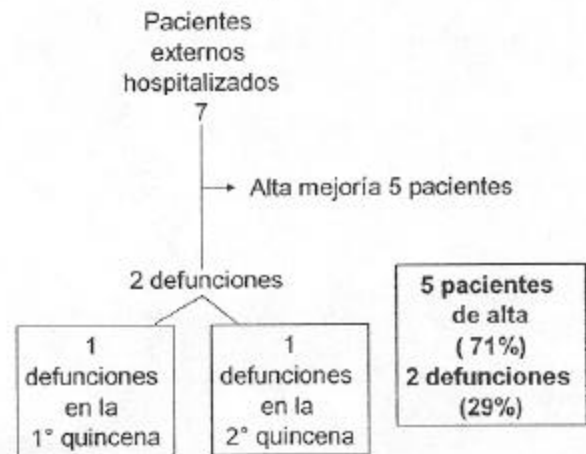 Pacientes
externos
hospitalizados
7
Alta mejoría 5 pacientes
2 defunciones
1
defunciones
en la
1° quincena
1
defunciones
en la
2° quincena
5 pacientes
de alta
( 71%)
2 defunciones
(29%)